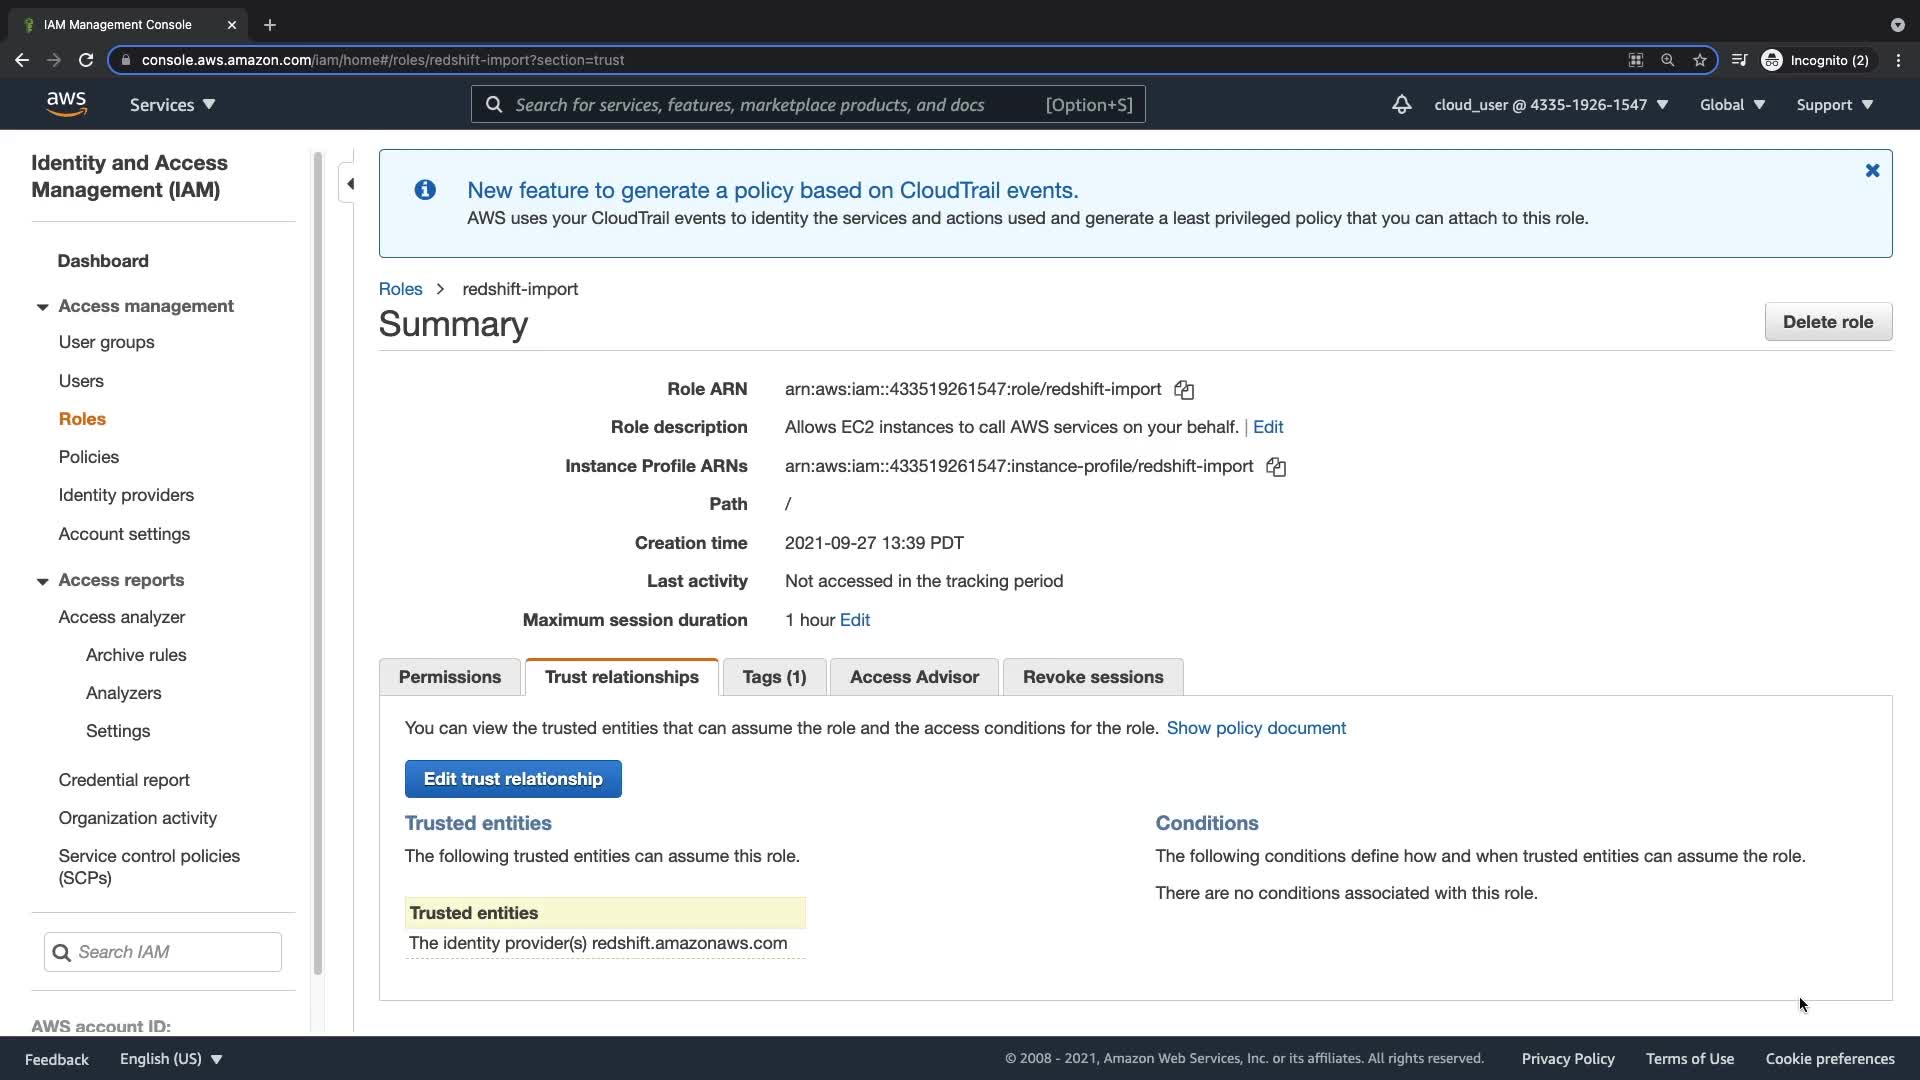 IAM Management Console
console.aws.amazon.com/iam/home#/roles/redshift-import?section=trust
Incognito (2)
aws
Services
Search for services, features, marketplace products, and docs
[Option+S]
cloud_user @ 4335-1926-1547
Global
Support
Identity and Access
Management (IAM)
Dashboard
Access management
User groups
Users
Roles
Policies
Identity providers
Account settings
Access reports
Access analyzer
Archive rules
Analyzers
Settings
Credential report
Organization activity
Service control policies
(SCPs)
Search IAM
AWS account ID:
New feature to generate a policy based on CloudTrail events.
AWS uses your CloudTrail events to identity the services and actions used and generate a least privileged policy that you can attach to this role.
Roles > redshift-import
Summary
Delete role
Role ARN arn:aws:iam::433519261547:role/redshift-import
Role description Allows EC2 instances to call AWS services on your behalf. | Edit
Instance Profile ARNs arn:aws:iam::433519261547:instance-profile/redshift-import
Path /
Creation time 2021-09-27 13:39 PDT
Last activity Not accessed in the tracking period
Maximum session duration 1 hour Edit
Permissions
Trust relationships
Tags (1)
Access Advisor
Revoke sessions
You can view the trusted entities that can assume the role and the access conditions for the role. Show policy document
Edit trust relationship
Trusted entities
The following trusted entities can assume this role.
Trusted entities
The identity provider(s) redshift.amazonaws.com
Conditions
The following conditions define how and when trusted entities can assume the role.
There are no conditions associated with this role.
Feedback
English (US)
© 2008 - 2021, Amazon Web Services, Inc. or its affiliates. All rights reserved.
Privacy Policy
Terms of Use
Cookie preferences